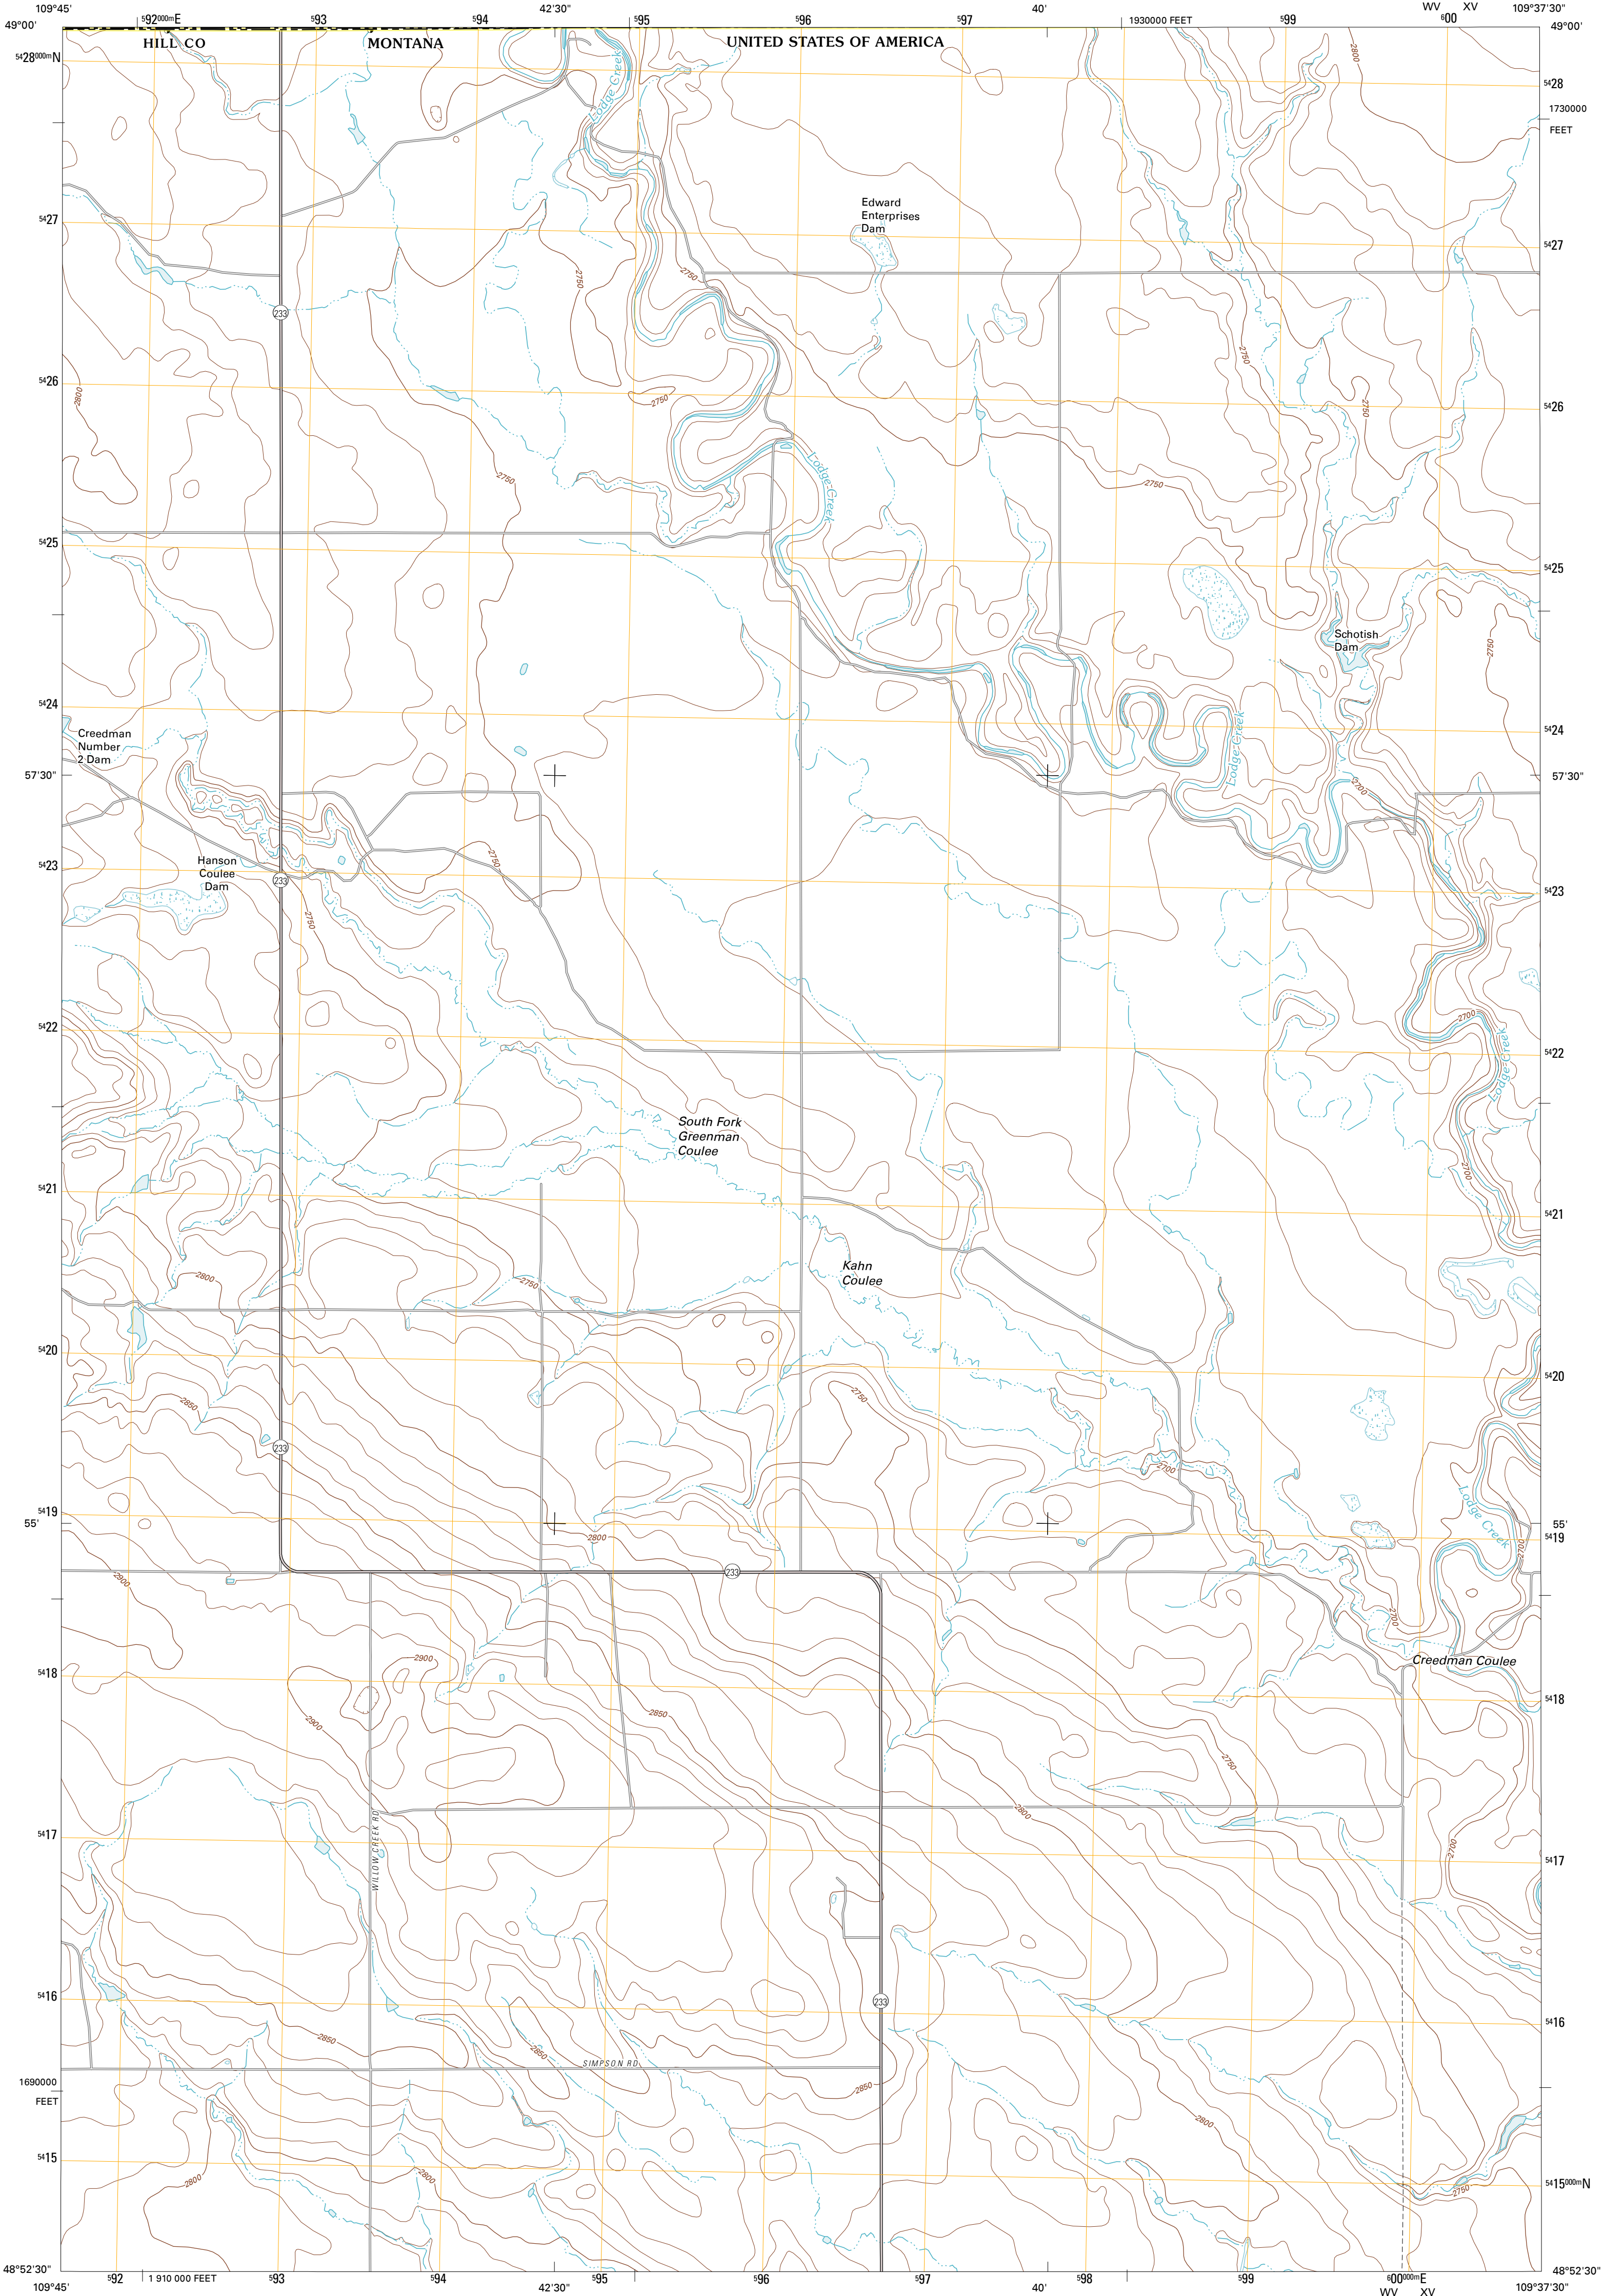 109°45'
592000mE
593
594
42'30"
595
596
597
40'
1930000 FEET
599
WV XV
600
109°37'30"
49°00'
HILL CO
MONTANA
UNITED STATES OF AMERICA
49°00'
5428000mN
Lodge Creek
2800
5428
1730000
FEET
Edward
Enterprises
Dam
5427
5427
2750
2750
233
2750
5426
2800
2750
2750
5426
Lodge Creek
2750
2750
5425
5425
Schotish
Dam
2750
5424
Lodge Creek
5424
Creedman
Number
2 Dam
57'30"
57'30"
2700
2750
5423
Hanson
Coulee
Dam
233
5423
2750
5422
2700
Lodge Creek
5422
South Fork
Greenman
Coulee
2700
5421
5421
Kahn
Coulee
2800
2750
5420
5420
2850
2750
233
2700
Lodge Creek
5419
55'
2800
55'
5419
2700
2900
233
2700
2900
Creedman Coulee
5418
5418
2900
2850
2750
2800
WILLOW CREEK RD
5417
2700
5417
5416
233
5416
2850
2850
SIMPSON RD
2850
1690000
FEET
2800
5415
2800
2800
2750
5415000mN
48°52'30"
109°45'
592
1 910 000 FEET
593
594
42'30"
595
596
597
40'
598
599
600000mE
WV XV
48°52'30"
109°37'30"